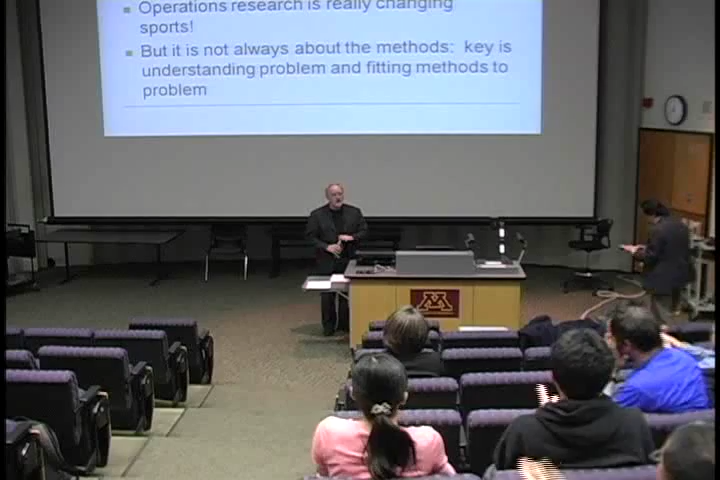 Operations research is really changing
sports!
But it is not always about the methods: key is
understanding problem and fitting methods to
problem
M